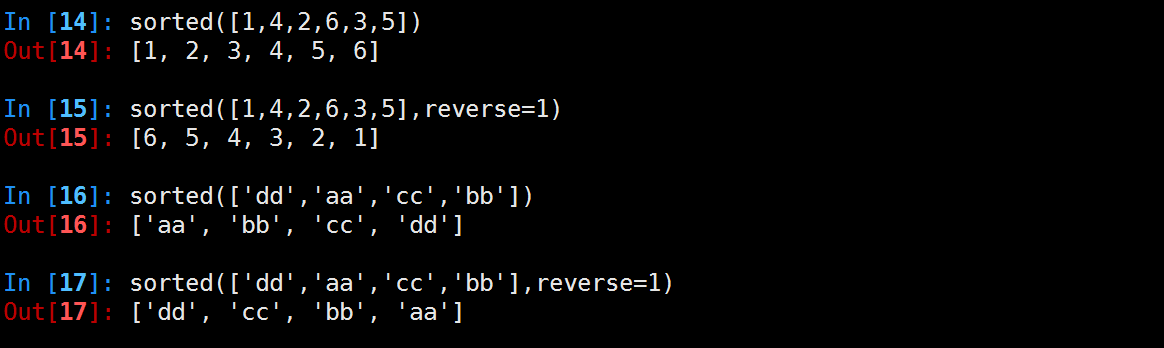 In [14]: sorted([1,4,2,6,3,5])
Out[14]: [1, 2, 3, 4, 5, 6]
In [15]: sorted([1,4,2,6,3,5],reverse=1)
Out[15]: [6, 5, 4, 3, 2, 1]
In [16]: sorted(['dd','aa','cc','bb'])
Out[16]: ['aa', 'bb', 'cc', 'dd']
In [17]: sorted(['dd','aa','cc','bb'],reverse=1)
Out[17]: ['dd', 'cc', 'bb', 'aa']